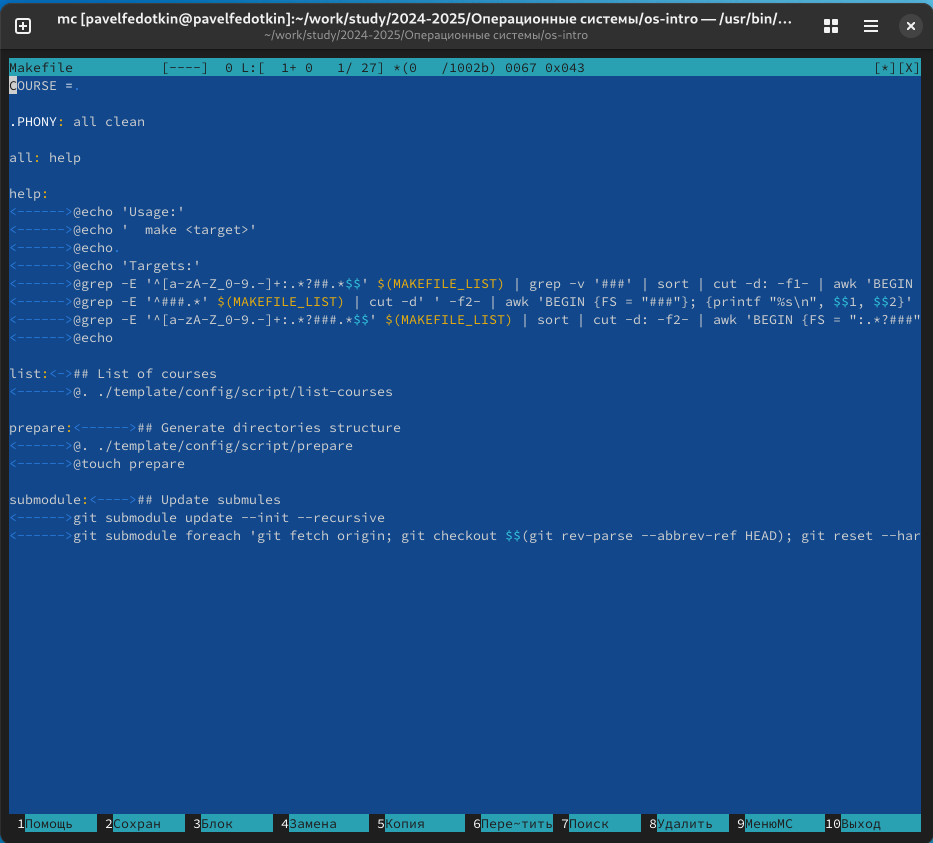 mc [pavelfedotkin@pavelfedotkin]:~/work/study/2024-2025/Операционные системы/os-intro — /usr/bin/...
~/work/study/2024-2025/Операционные системы/os-intro
Makefile [----] 0 L:[ 1+ 0 1/ 27] *(0 /1002b) 0067 0x043 [*][X]
COURSE =.
.PHONY: all clean
all: help
help:
<------>@echo 'Usage:'
<------>@echo '  make <target>'
<------>@echo.
<------>@echo 'Targets:'
<------>@grep -E '^[a-zA-Z_0-9.-]+:.*?##.*$$' $(MAKEFILE_LIST) | grep -v '###' | sort | cut -d: -f1- | awk 'BEGIN
<------>@grep -E '^###.*' $(MAKEFILE_LIST) | cut -d' ' -f2- | awk 'BEGIN {FS = "###"}; {printf "%s\n", $$1, $$2}'
<------>@grep -E '^[a-zA-Z_0-9.-]+:.*?###.*$$' $(MAKEFILE_LIST) | sort | cut -d: -f2- | awk 'BEGIN {FS = ":.*?###"
<------>@echo
list:<->## List of courses
<------>@. ./template/config/script/list-courses
prepare:<------>## Generate directories structure
<------>@. ./template/config/script/prepare
<------>@touch prepare
submodule:<---->## Update submules
<------>git submodule update --init --recursive
<------>git submodule foreach 'git fetch origin; git checkout $$(git rev-parse --abbrev-ref HEAD); git reset --har
1Помощь 2Сохран 3Блок 4Замена 5Копия 6Пере~тить 7Поиск 8Удалить 9МенюMC 10Выход